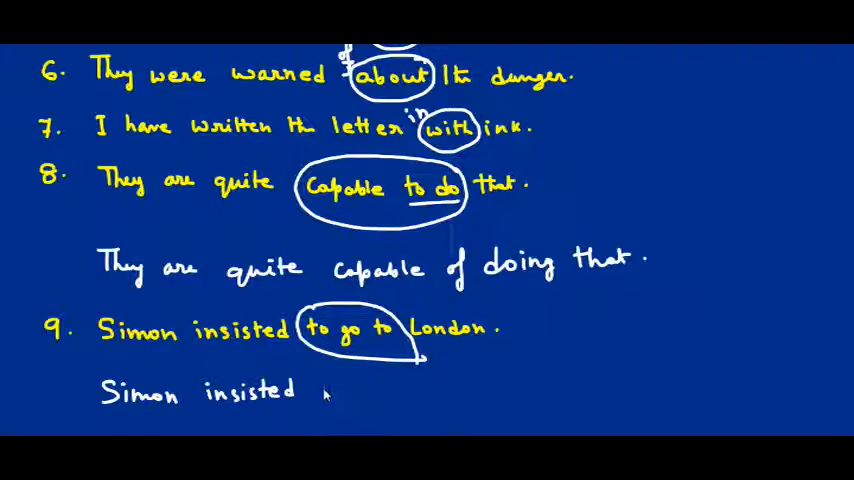 of
6. They were warned about the danger.
in
7. I have written the letter with ink.
8. They are quite capable to do that.
They are quite capable of doing that.
9. Simon insisted to go to London.
Simon insisted